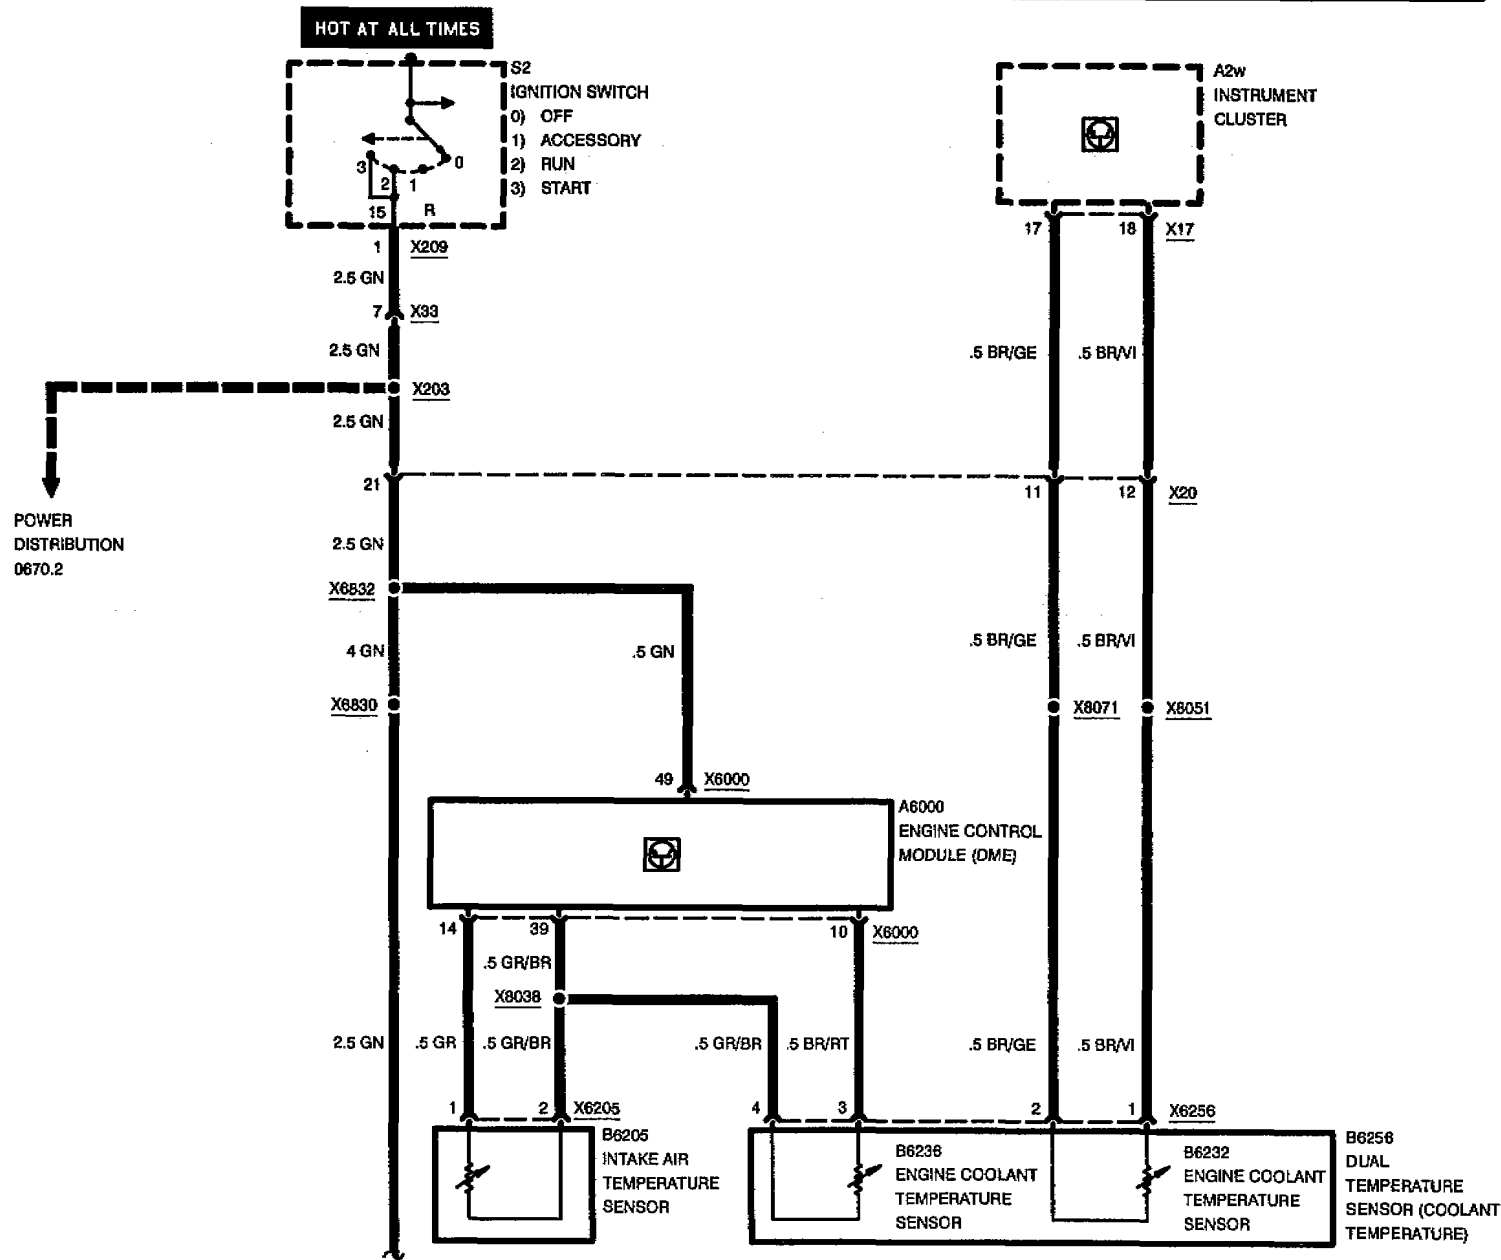 HOT AT ALL TIMES
S2
IGNITION SWITCH
0) OFF
1) ACCESSORY
2) RUN
3) START
3
2
1
0
15
R
1
X209
2.5 GN
7
X33
2.5 GN
X203
2.5 GN
POWER
DISTRIBUTION
0670.2
A2w
INSTRUMENT
CLUSTER
17
18
X17
.5 BR/GE
.5 BR/VI
21
11
12
X20
2.5 GN
X6832
4 GN
.5 GN
.5 BR/GE
.5 BR/VI
X6830
X8071
X8051
49
X6000
A6000
ENGINE CONTROL
MODULE (DME)
14
39
10
X6000
.5 GR/BR
X8038
2.5 GN
.5 GR
.5 GR/BR
.5 GR/BR
.5 BR/RT
.5 BR/GE
.5 BR/VI
1
2
X6205
4
3
2
1
X6256
B6205
INTAKE AIR
TEMPERATURE
SENSOR
B6236
ENGINE COOLANT
TEMPERATURE
SENSOR
B6232
ENGINE COOLANT
TEMPERATURE
SENSOR
B6256
DUAL
TEMPERATURE
SENSOR (COOLANT
TEMPERATURE)